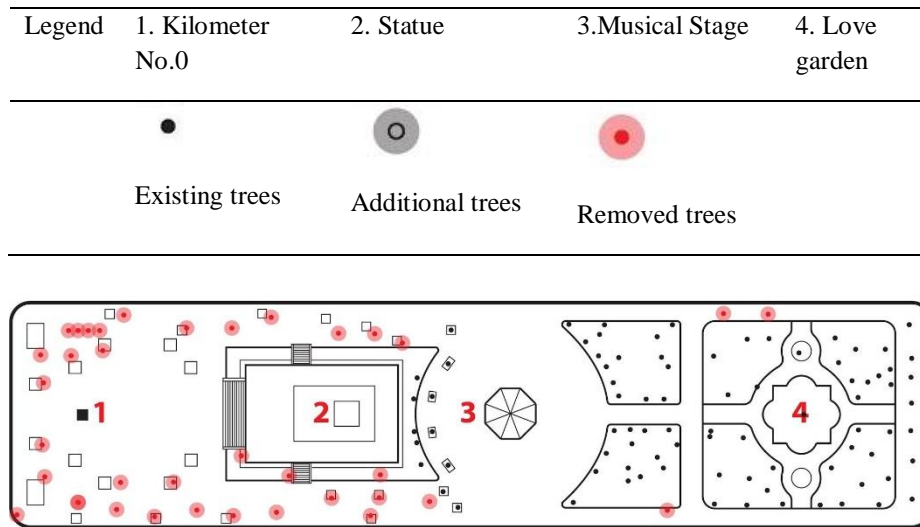 Legend 1. Kilometer No.0 2. Statue 3.Musical Stage 4. Love garden
Existing trees Additional trees Removed trees
1 2 3 4